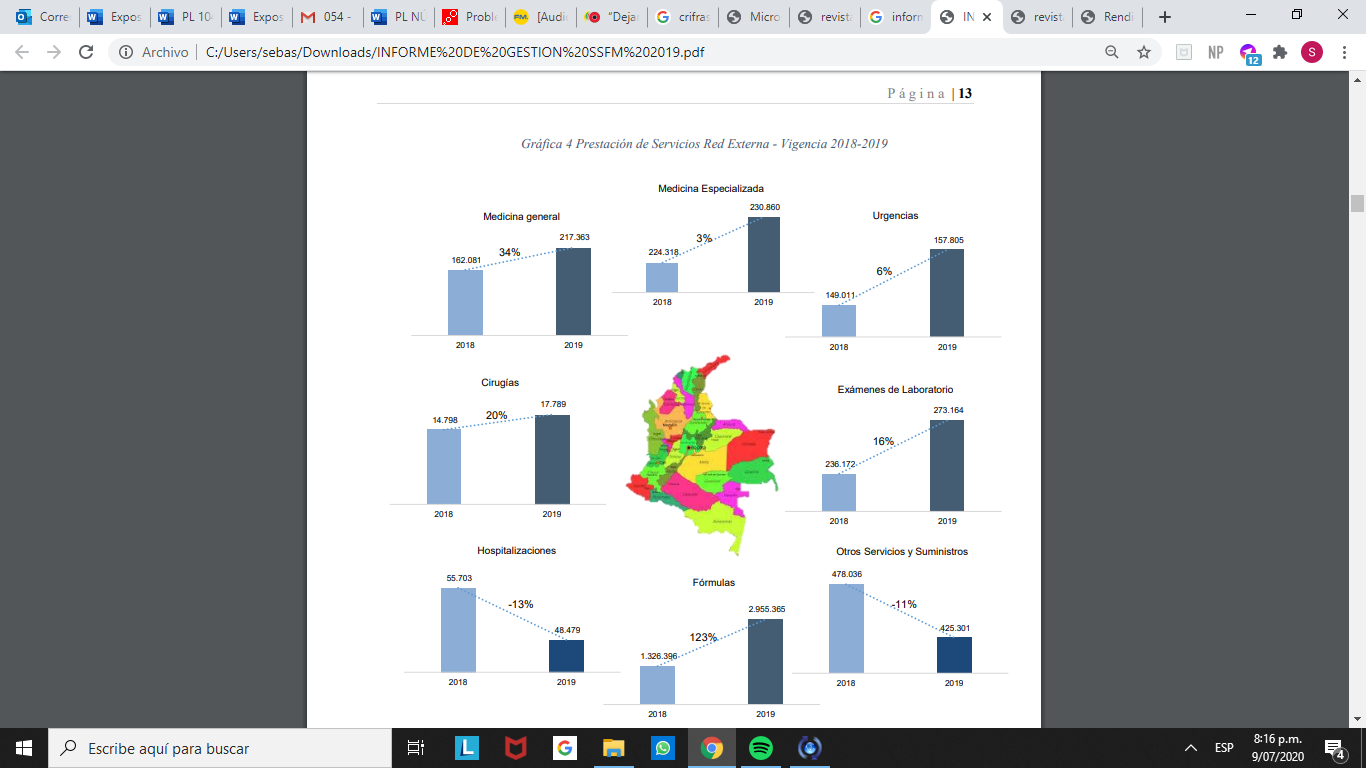 Corre
Expos
PL 10
Expos
054 -
PL NÚ
Proble
[Audi
"Dejar
crifras
Micro
revista
inform
IN
revist
Rendi
Archivo
C:/Users/sebas/Downloads/INFORME%20DE%20GESTION%20SSFM%202019.pdf
NP
12
S
Página | 13
Gráfica 4 Prestación de Servicios Red Externa - Vigencia 2018-2019
Medicina general
162.081
34%
217.363
2018
2019
Medicina Especializada
224.318
3%
230.860
2018
2019
Urgencias
149.011
6%
157.805
2018
2019
Cirugías
14.798
20%
17.789
2018
2019
Exámenes de Laboratorio
236.172
16%
273.164
2018
2019
Hospitalizaciones
55.703
-13%
48.479
2018
2019
Fórmulas
1.326.396
123%
2.955.365
2018
2019
Otros Servicios y Suministros
478.036
-11%
425.301
2018
2019
Escribe aquí para buscar
L
ESP
8:16 p.m.
9/07/2020
4